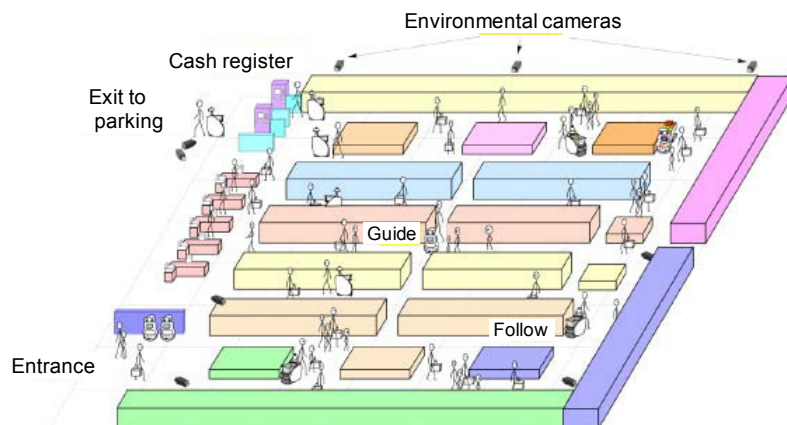 Environmental cameras
Cash register
Exit to
parking
Guide
Follow
Entrance